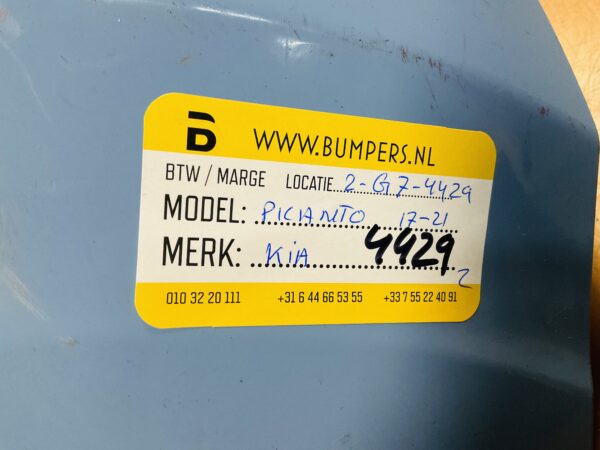 B WWW.BUMPERS.NL
BTW / MARGE LOCATIE 2-G7-4429
MODEL: PICANTO 17-21
MERK: KiA 4429 2
010 32 20 111 +31 6 44 66 53 55 +33 7 55 22 40 91